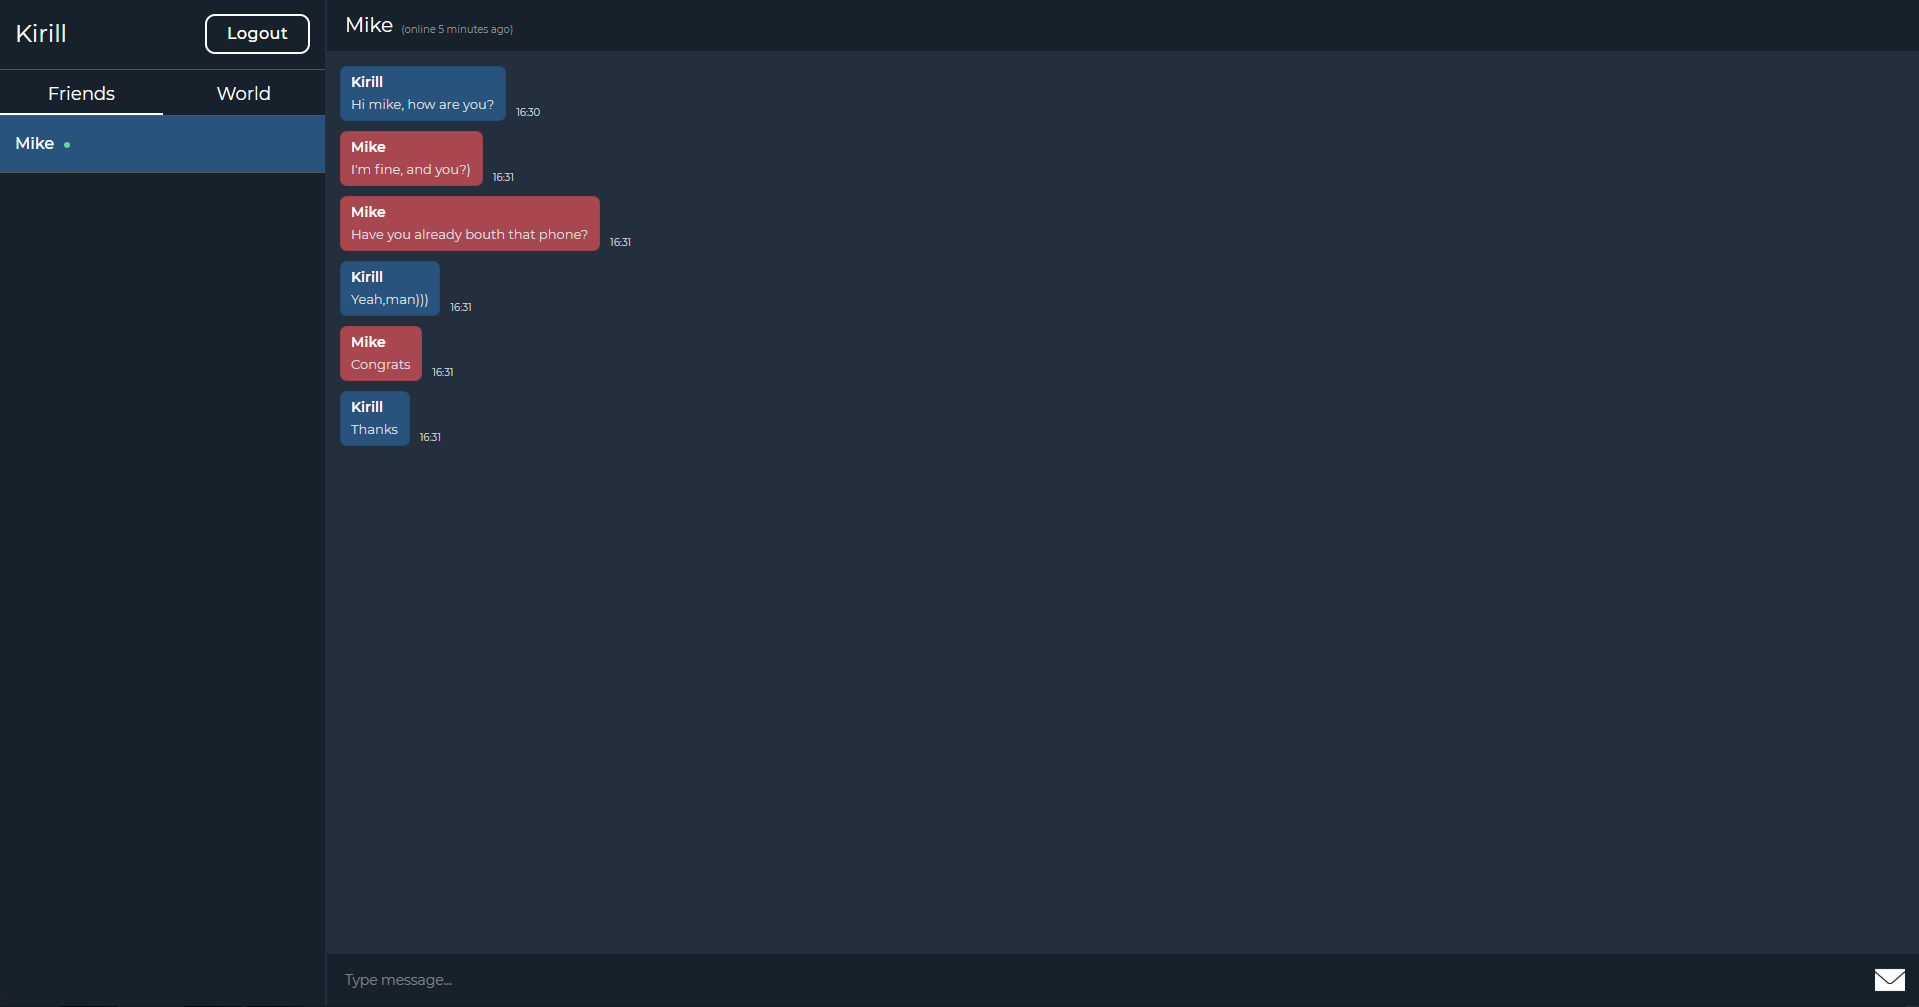 Kirill
Logout
Friends
World
Mike
Mike (online 5 minutes ago)
Kirill
Hi mike, how are you?
16:30
Mike
I'm fine, and you?)
16:31
Mike
Have you already bouth that phone?
16:31
Kirill
Yeah,man)))
16:31
Mike
Congrats
16:31
Kirill
Thanks
16:31
Type message...